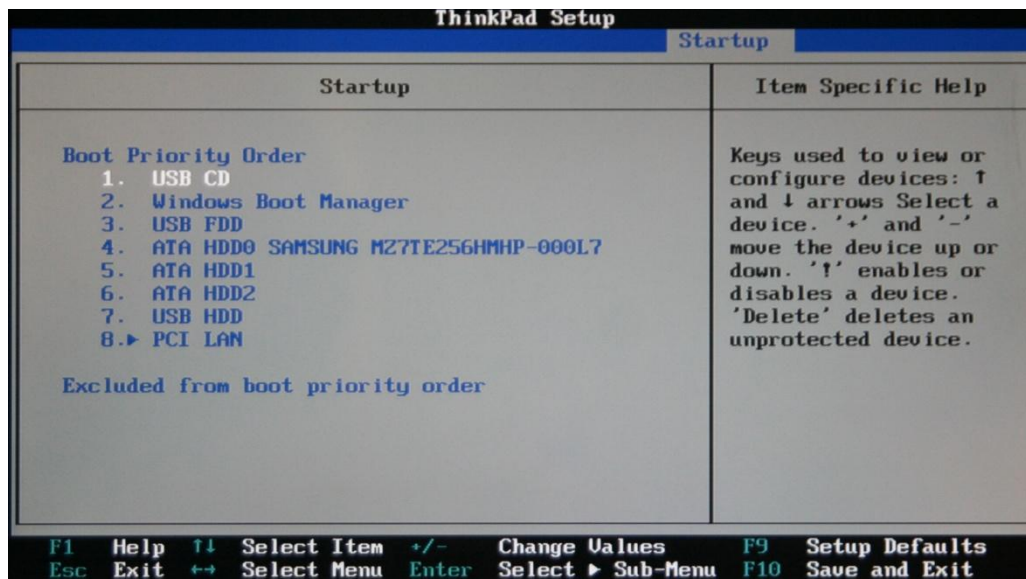 ThinkPad Setup
Startup
Startup
Boot Priority Order
1. USB CD
2. Windows Boot Manager
3. USB FDD
4. ATA HDD0 SAMSUNG MZ7TE256HMHP-000L7
5. ATA HDD1
6. ATA HDD2
7. USB HDD
8.▶ PCI LAN
Excluded from boot priority order
Item Specific Help
Keys used to view or
configure devices: ↑
and ↓ arrows Select a
device. '+' and '-'
move the device up or
down. '!' enables or
disables a device.
'Delete' deletes an
unprotected device.
F1 Help ↑↓ Select Item +/- Change Values F9 Setup Defaults
Esc Exit ↔ Select Menu Enter Select ▶ Sub-Menu F10 Save and Exit